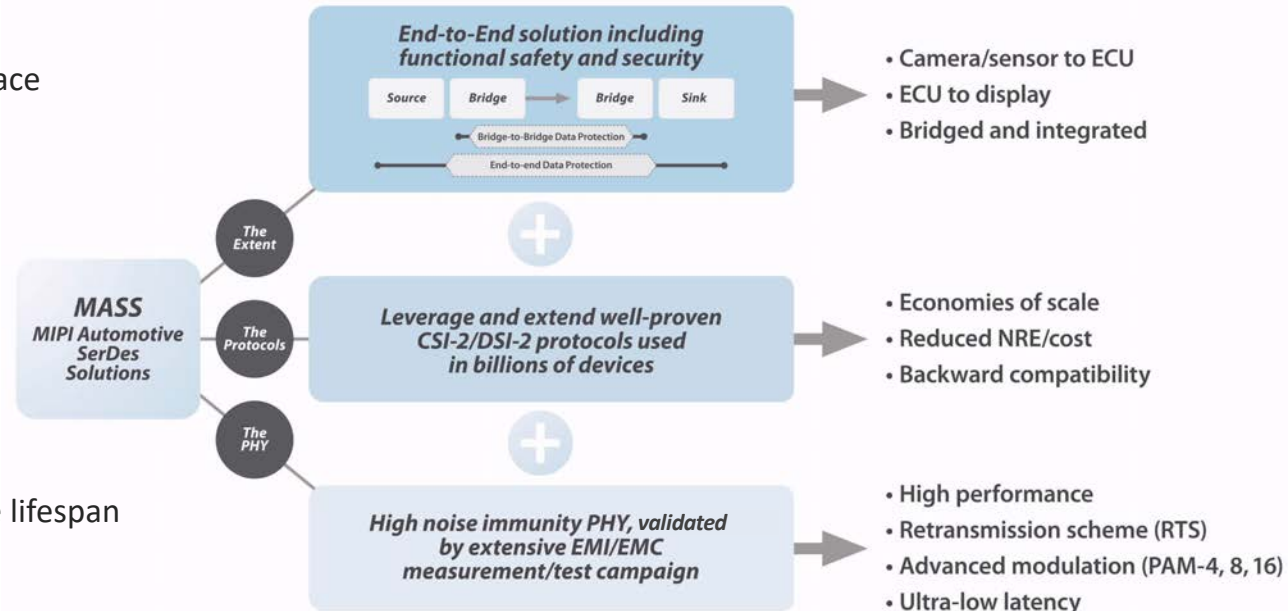 ace
lifespan
MASS
MIPI Automotive
SerDes
Solutions
The
Extent
End-to-End solution including
functional safety and security
Source
Bridge
Bridge
Sink
Bridge-to-Bridge Data Protection
End-to-end Data Protection
• Camera/sensor to ECU
• ECU to display
• Bridged and integrated
The
Protocols
Leverage and extend well-proven
CSI-2/DSI-2 protocols used
in billions of devices
• Economies of scale
• Reduced NRE/cost
• Backward compatibility
The
PHY
High noise immunity PHY, validated
by extensive EMI/EMC
measurement/test campaign
• High performance
• Retransmission scheme (RTS)
• Advanced modulation (PAM-4, 8, 16)
• Ultra-low latency